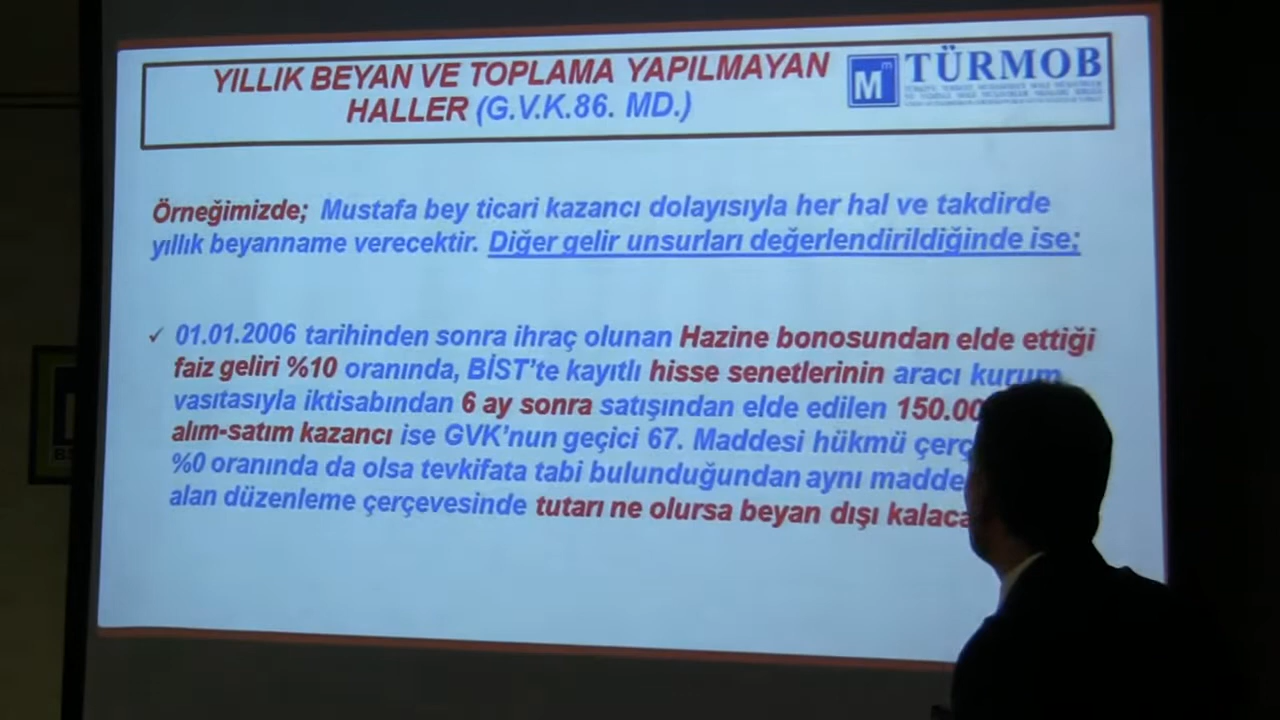 YILLIK BEYAN VE TOPLAMA YAPILMAYAN
HALLER (G.V.K.86. MD.)
TÜRMOB
Örneğimizde; Mustafa bey ticari kazancı dolayısıyla her hal ve takdirde
yıllık beyanname verecektir. Diğer gelir unsurları değerlendirildiğinde ise;
✓ 01.01.2006 tarihinden sonra ihraç olunan Hazine bonosundan elde ettiği
faiz geliri %10 oranında, BİST'te kayıtlı hisse senetlerinin aracı kurum
vasıtasıyla iktisabından 6 ay sonra satışından elde edilen 150.00
alım-satım kazancı ise GVK'nun geçici 67. Maddesi hükmü çerç
%0 oranında da olsa tevkifata tabi bulunduğundan aynı madde
alan düzenleme çerçevesinde tutarı ne olursa beyan dışı kalaca